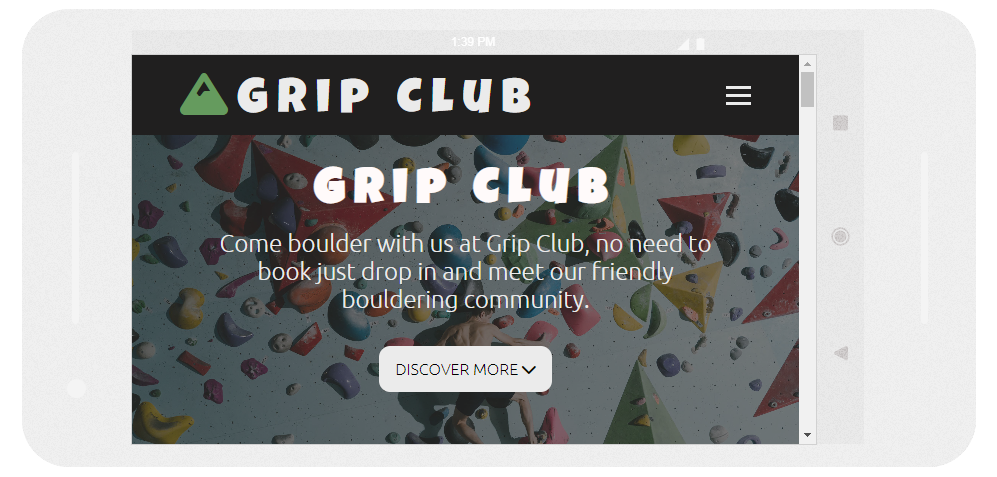 1:39 PM
GRIP CLUB
GRIP CLUB
Come boulder with us at Grip Club, no need to
book just drop in and meet our friendly
bouldering community.
DISCOVER MORE